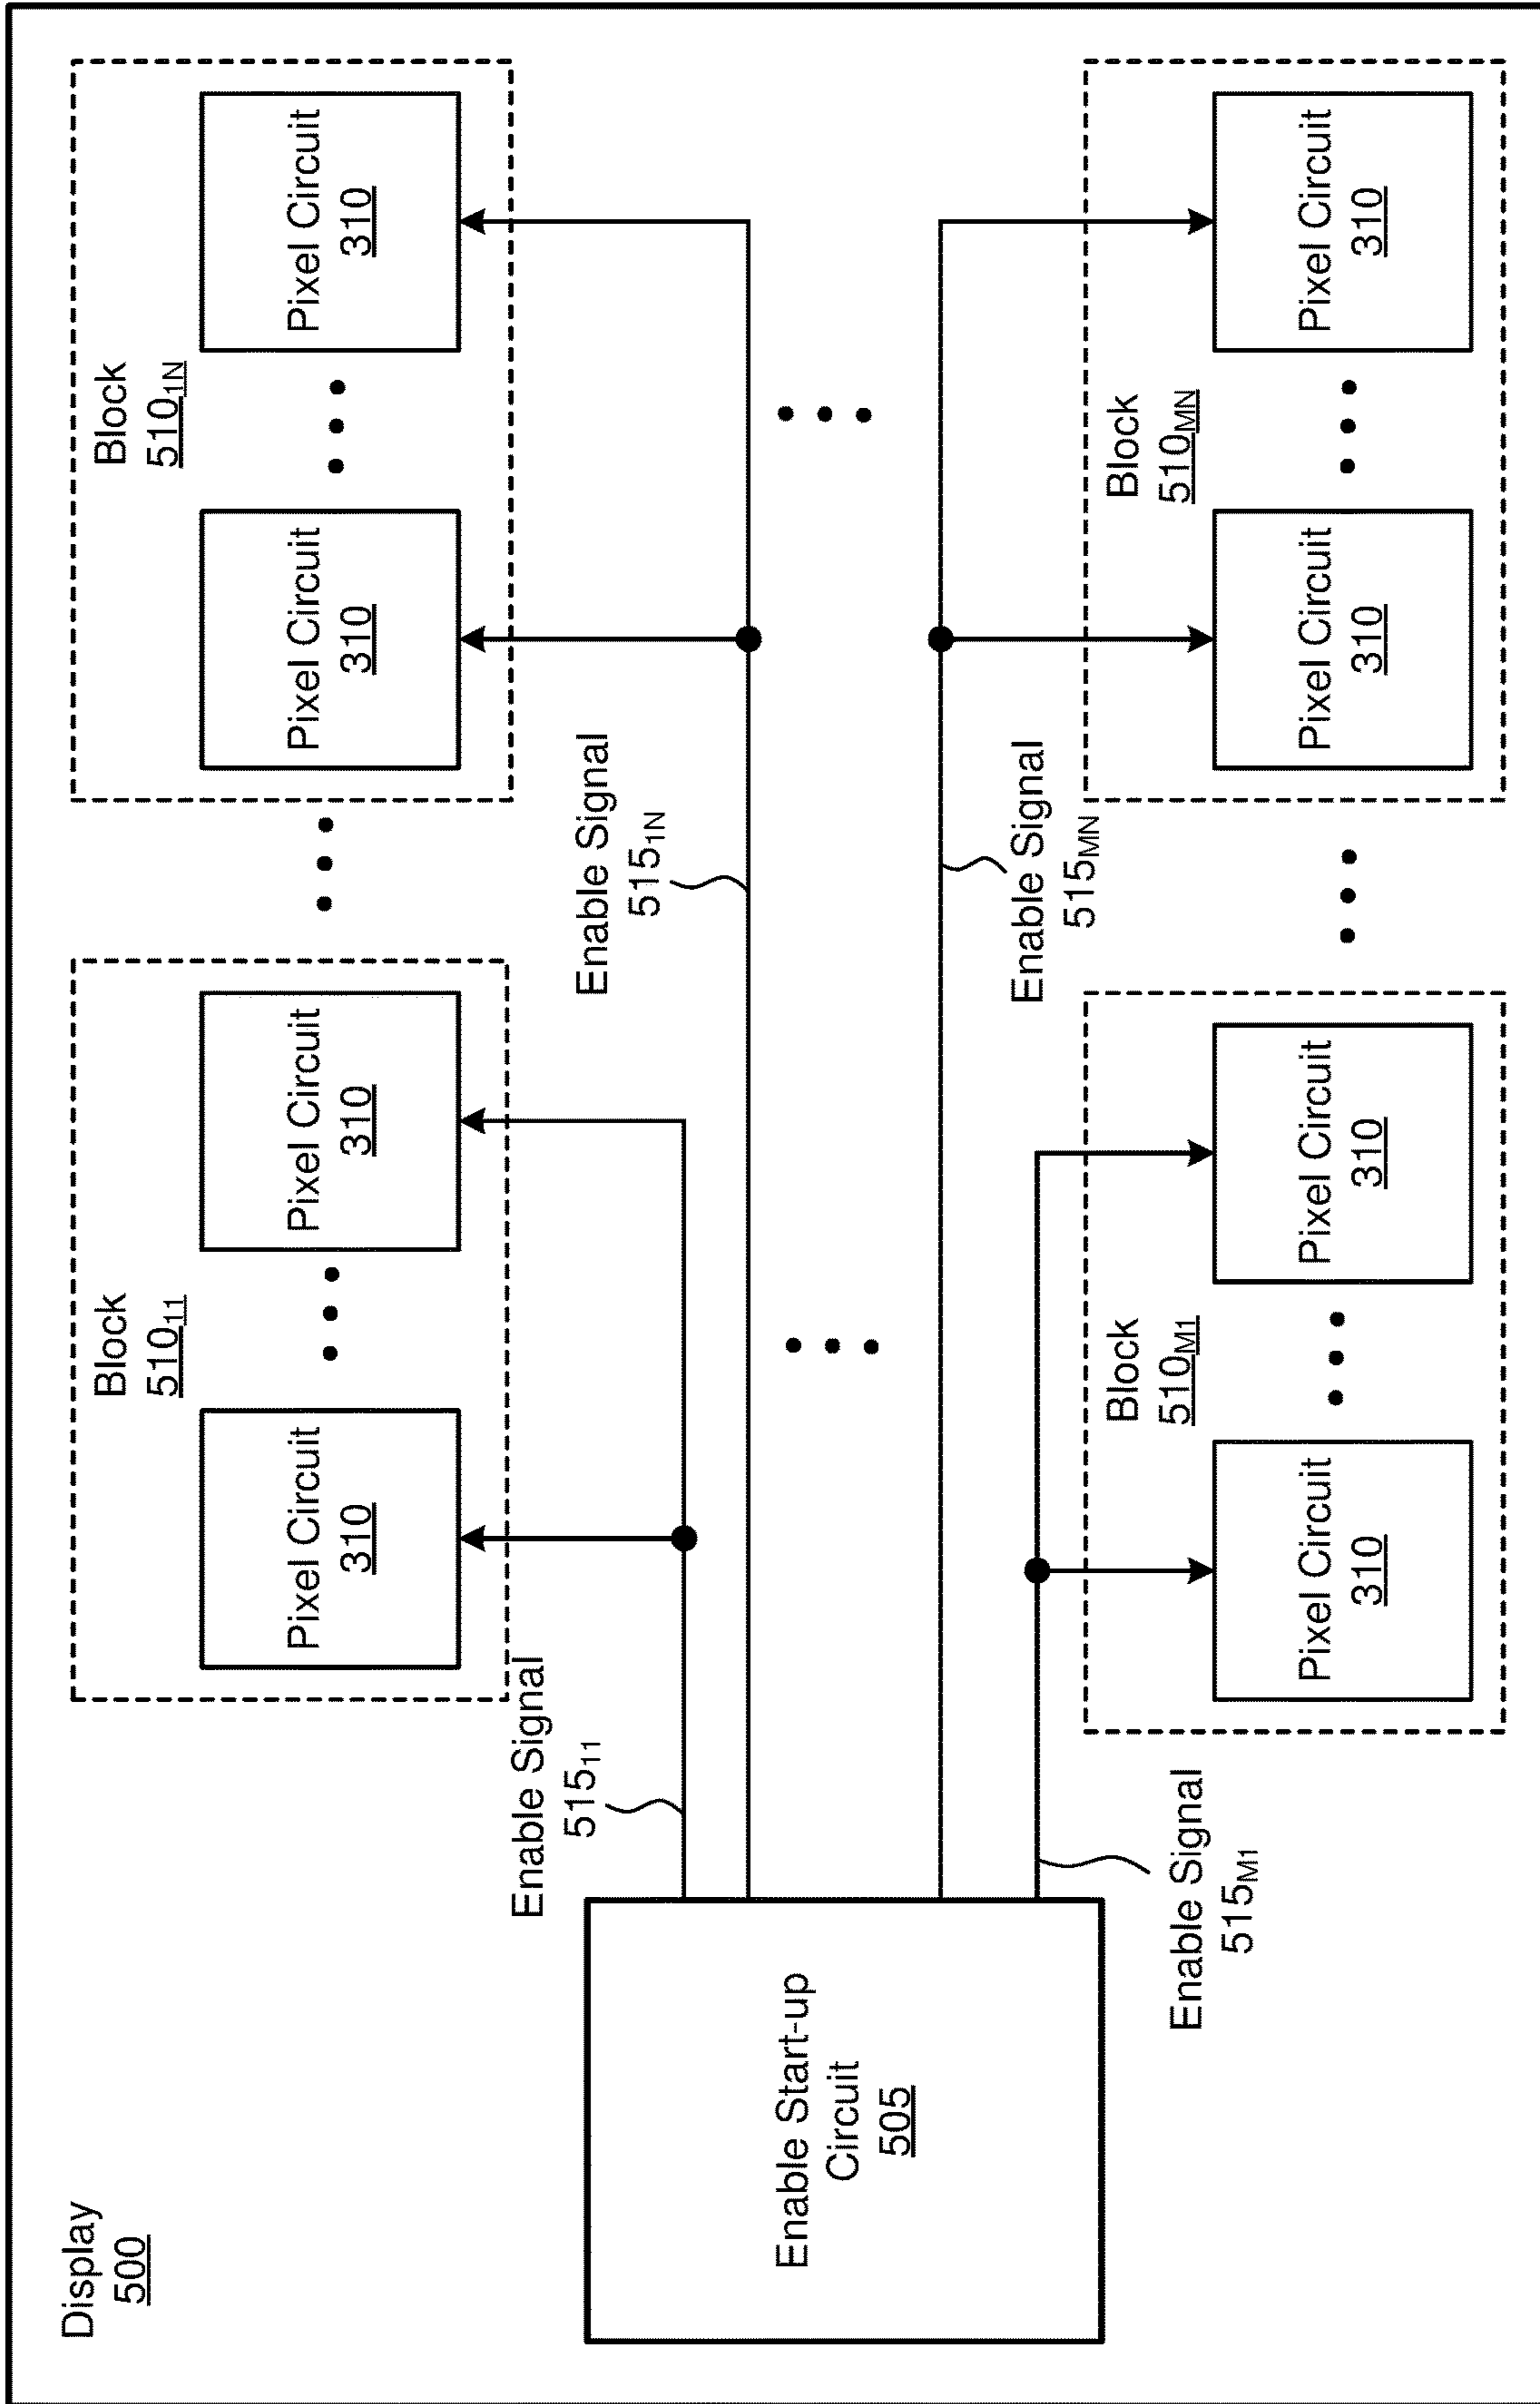 Display
500
Block
510₁₁
Pixel Circuit
310
Pixel Circuit
310
Block
510₁N
Pixel Circuit
310
Pixel Circuit
310
Enable Signal
515₁₁
Enable Signal
515₁N
Enable Start-up
Circuit
505
Enable Signal
515MN
Enable Signal
515M₁
Block
510M₁
Pixel Circuit
310
Pixel Circuit
310
Block
510MN
Pixel Circuit
310
Pixel Circuit
310